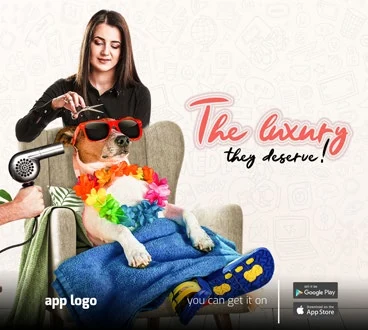 The luxury
they deserve!
app logo
you can get it on
GET IT ON
Google Play
Download on the
App Store